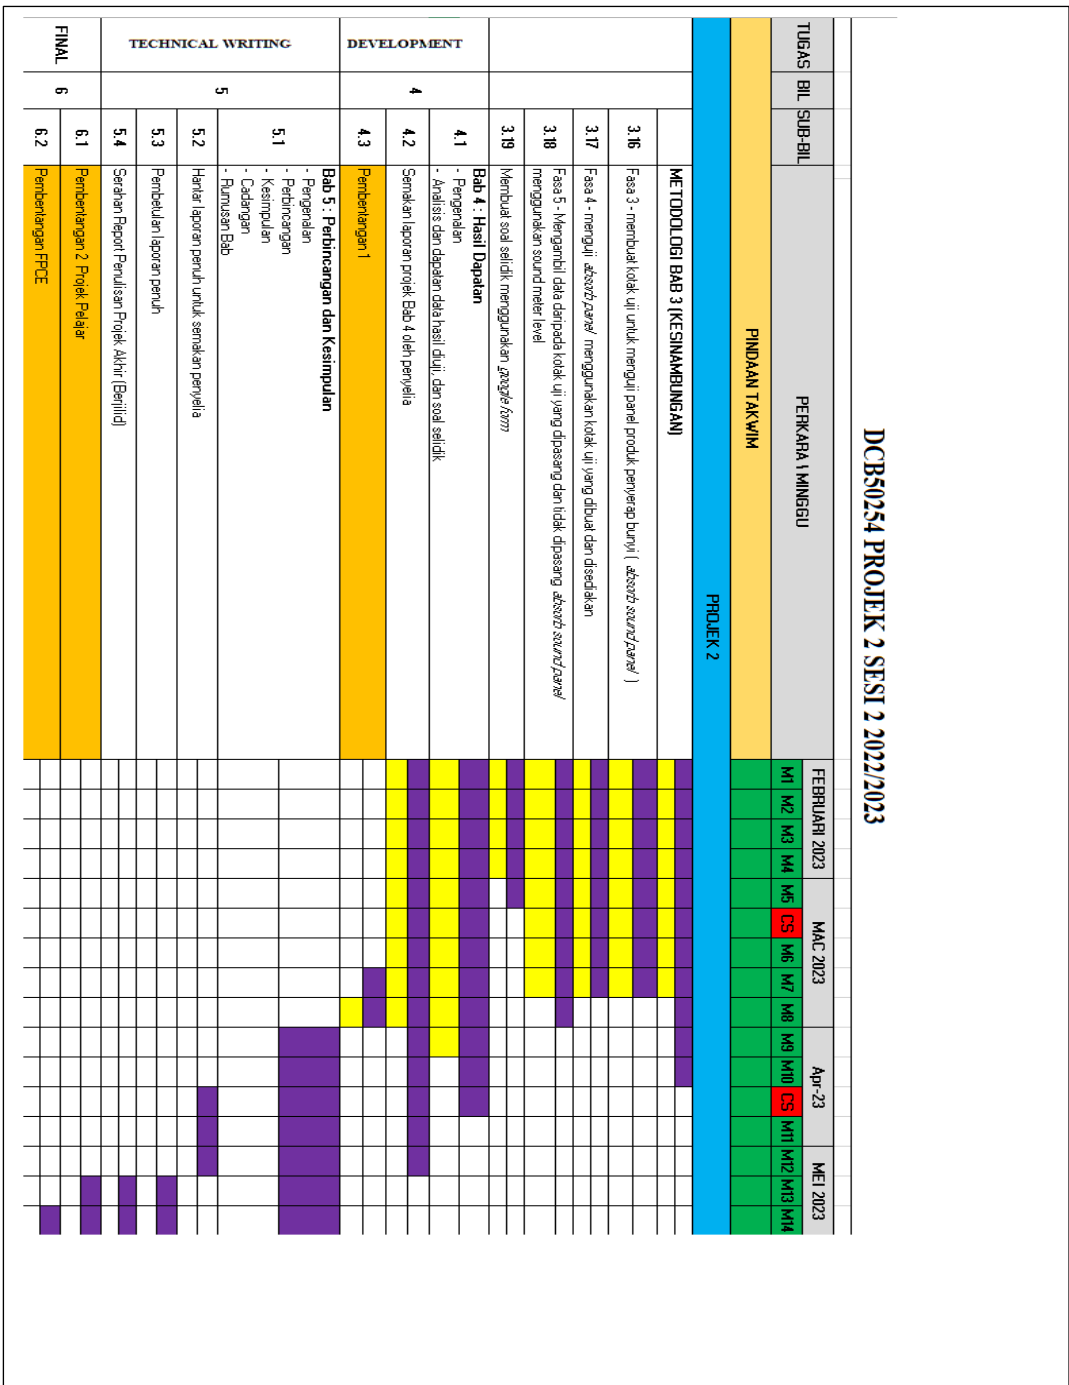 DCB50254 PROJEK 2 SESI 2 2022/2023
TUGAS BIL SUB-BIL PERKARA \ MINGGU FEBRUARI 2023 MAC 2023 Apr-23 MEI 2023
M1 M2 M3 M4 M5 CS M6 M7 M8 M9 M10 CS M11 M12 M13 M14
PINDAAN TAKWIM
PROJEK 2
METODOLOGI BAB 3 (KESINAMBUNGAN)
3.16 Fasa 3 - membuat kotak uji untuk menguji panel produk penyerap bunyi ( absorb sound panel )
3.17 Fasa 4 - menguji absorb panel menggunakan kotak uji yang dibuat dan disediakan
3.18 Fasa 5 - Mengambil data daripada kotak uji yang dipasang dan tidak dipasang absorb sound panel
menggunakan sound meter level
3.19 Membuat soal selidik menggunakan google form
DEVELOPMENT 4
4.1 Bab 4 : Hasil Dapatan
- Pengenalan
- Analisis dan dapatan data hasil diuji, dan soal selidik
4.2 Semakan laporan projek Bab 4 oleh penyelia
4.3 Pembentangan 1
TECHNICAL WRITING 5
5.1 Bab 5 : Perbincangan dan Kesimpulan
- Pengenalan
- Perbincangan
- Kesimpulan
- Cadangan
- Rumusan Bab
5.2 Hantar laporan penuh untuk semakan penyelia
5.3 Pembetulan laporan penuh
5.4 Serahan Report Penulisan Projek Akhir (Berjilid)
FINAL 6
6.1 Pembentangan 2 Projek Pelajar
6.2 Pembentangan FPCE